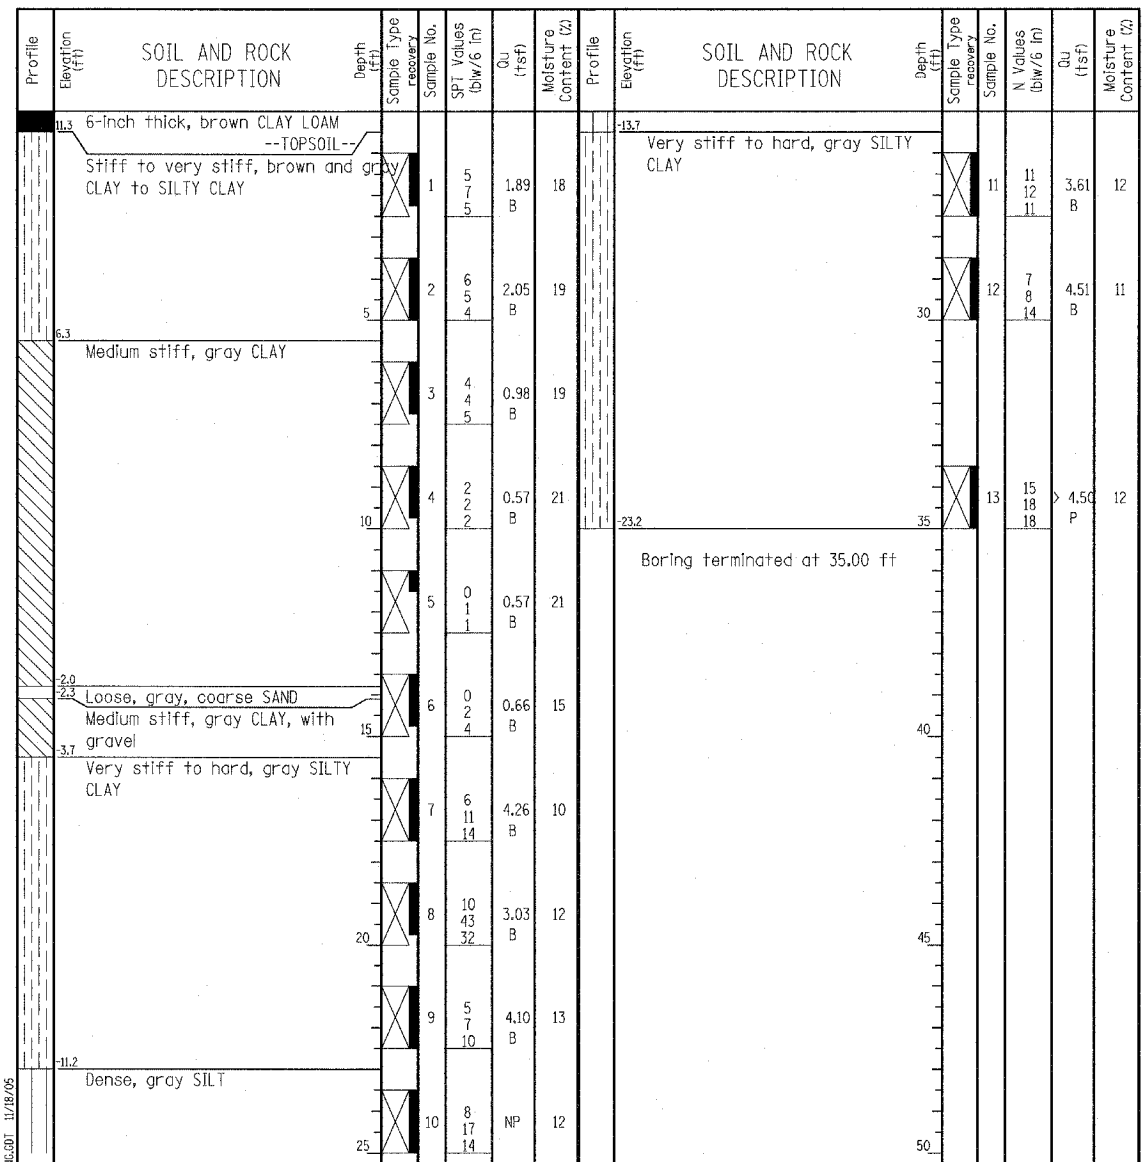 Profile
Elevation (ft)
SOIL AND ROCK
DESCRIPTION
Depth (ft)
Sample Type
recovery
Sample No.
SPT Values (blw/6 in)
Qu (tsf)
Moisture Content (%)
11.3 6-inch thick, brown CLAY LOAM
--TOPSOIL--
Stiff to very stiff, brown and gray
CLAY to SILTY CLAY
1 5 7 5 1.89 B 18
2 6 5 4 2.05 B 19
5
6.3
Medium stiff, gray CLAY
3 4 4 5 0.98 B 19
4 2 2 2 0.57 B 21
10
5 0 1 1 0.57 B 21
-2.0
-2.3 Loose, gray, coarse SAND
Medium stiff, gray CLAY, with
gravel
6 0 2 4 0.66 B 15
15
-3.7
Very stiff to hard, gray SILTY
CLAY
7 6 11 14 4.26 B 10
8 10 43 32 3.03 B 12
20
9 5 7 10 4.10 B 13
-11.2
Dense, gray SILT
10 8 17 14 NP 12
25
Profile
Elevation (ft)
SOIL AND ROCK
DESCRIPTION
Depth (ft)
Sample Type
recovery
Sample No.
N Values (blw/6 in)
Qu (tsf)
Moisture Content (%)
-13.7
Very stiff to hard, gray SILTY
CLAY
11 11 12 11 3.61 B 12
12 7 8 14 4.51 B 11
30
13 15 18 18 > 4.50 P 12
-23.2
35
Boring terminated at 35.00 ft
40
45
50
11/18/05